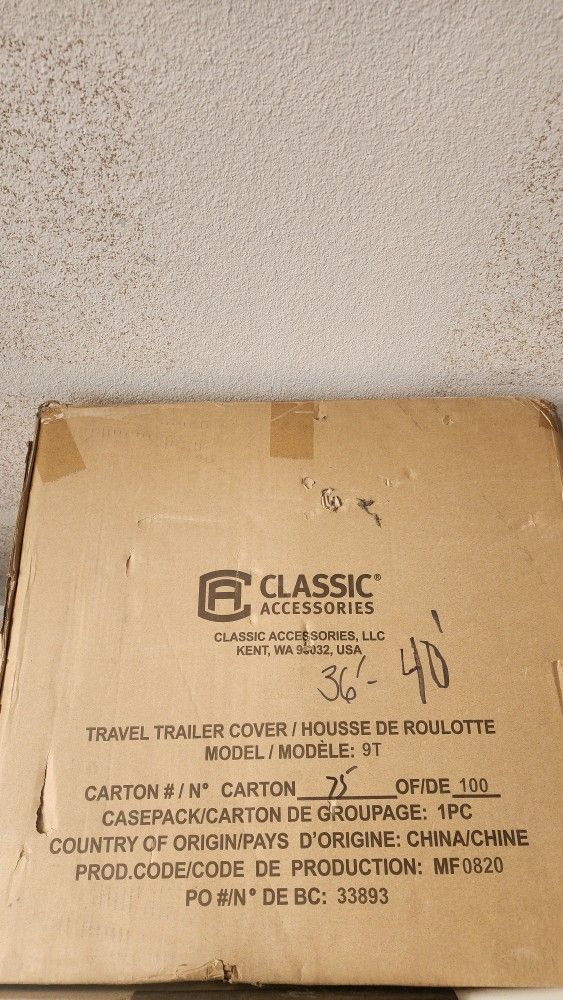 CLASSIC®
ACCESSORIES
CLASSIC ACCESSORIES, LLC
KENT, WA 98032, USA
36' - 40'
TRAVEL TRAILER COVER / HOUSSE DE ROULOTTE
MODEL / MODÈLE: 9T
CARTON # / N° CARTON 75 OF/DE 100
CASEPACK/CARTON DE GROUPAGE: 1PC
COUNTRY OF ORIGIN/PAYS D'ORIGINE: CHINA/CHINE
PROD.CODE/CODE DE PRODUCTION: MF0820
PO #/N° DE BC: 33893